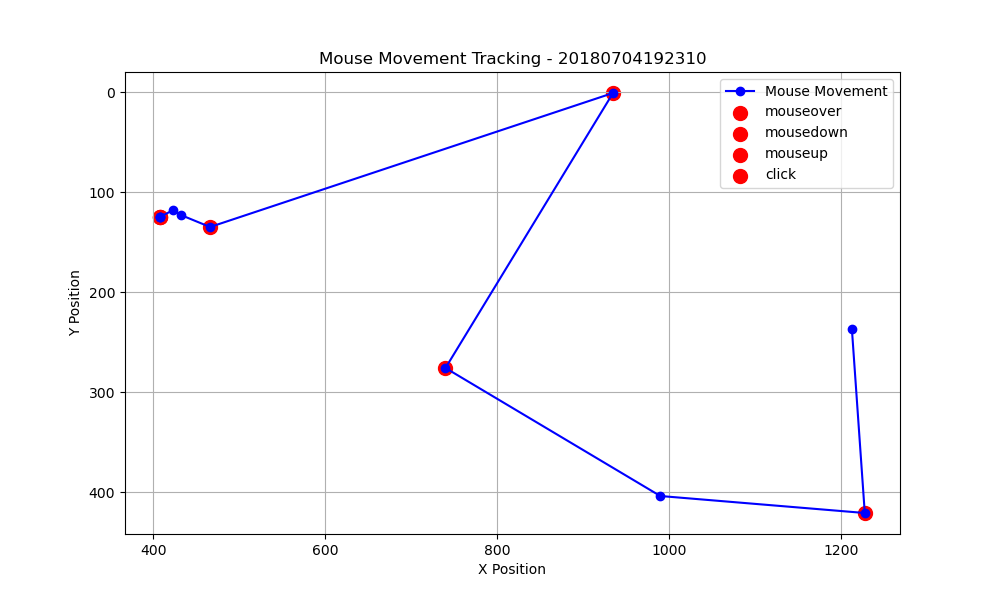 Mouse Movement Tracking - 20180704192310
Mouse Movement
mouseover
mousedown
mouseup
click
0
100
200
300
400
Y Position
400
600
800
1000
1200
X Position